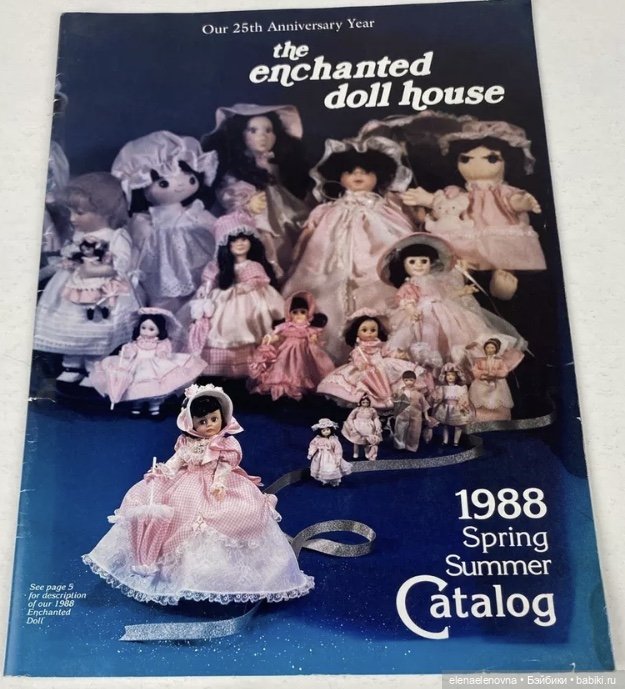 Our 25th Anniversary Year
the
enchanted
doll house
1988
Spring
Summer
Catalog
See page 5
for description
of our 1988
Enchanted
Doll
elenaelenovna • Бэйбики • babiki.ru